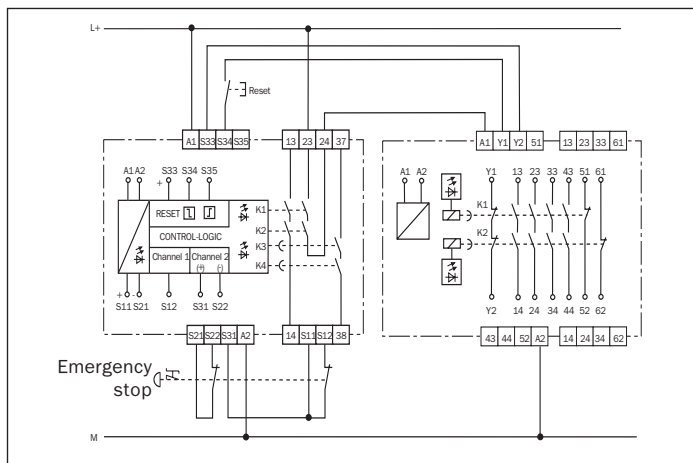 L+
Reset
A1 S33 S34 S35
13 23 24 37
A1 Y1 Y2 51
13 23 33 61
A1 A2 S33 S34 S35
+
RESET
CONTROL-LOGIC
Channel 1
Channel 2
(+) (-)
K1
K2
K3
K4
+ -
S11 S21 S12 S31 S22
A1 A2
Y1 13 23 33 43 51 61
K1
K2
Y2 14 24 34 44 52 62
S21 S22 S31 A2
14 S11 S12 38
43 44 52 A2
14 24 34 62
Emergency
stop
M